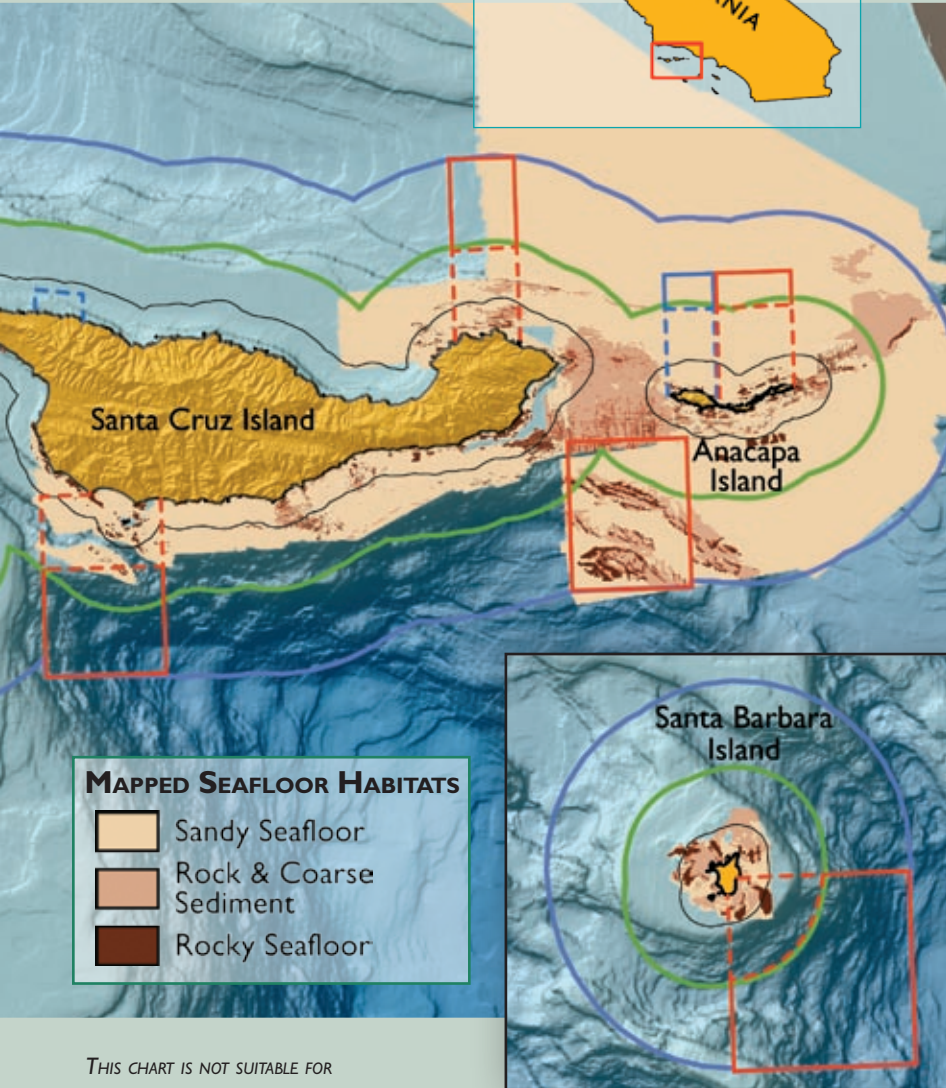 NIA
Santa Cruz Island
Anacapa
Island
Santa Barbara
Island
MAPPED SEAFLOOR HABITATS
Sandy Seafloor
Rock & Coarse
Sediment
Rocky Seafloor
THIS CHART IS NOT SUITABLE FOR